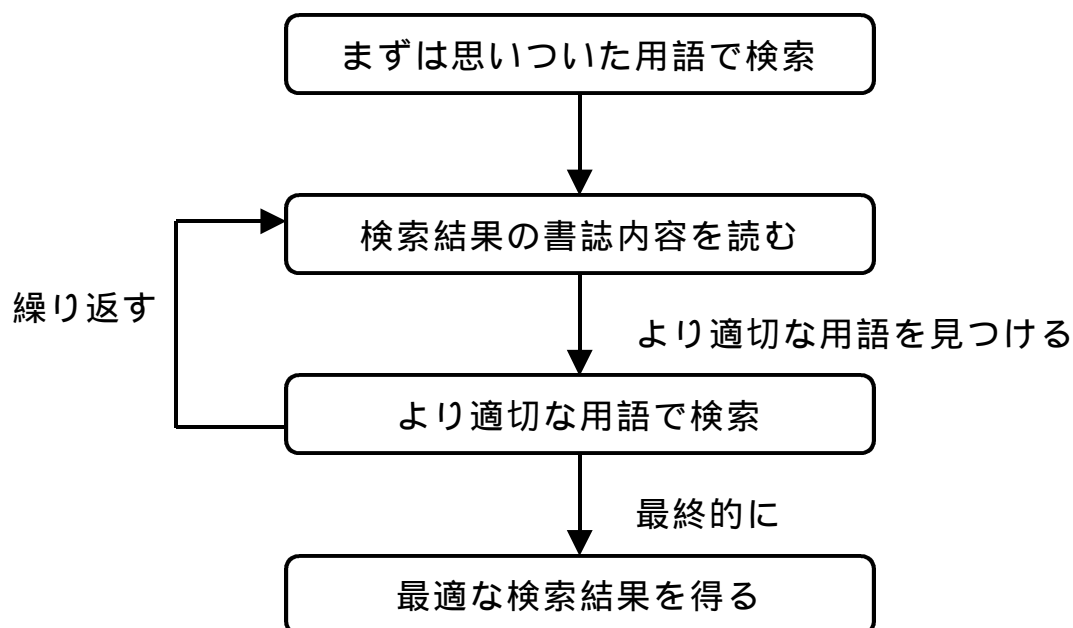 まずは思いついた用語で検索
検索結果の書誌内容を読む
繰り返す
より適切な用語を見つける
より適切な用語で検索
最終的に
最適な検索結果を得る